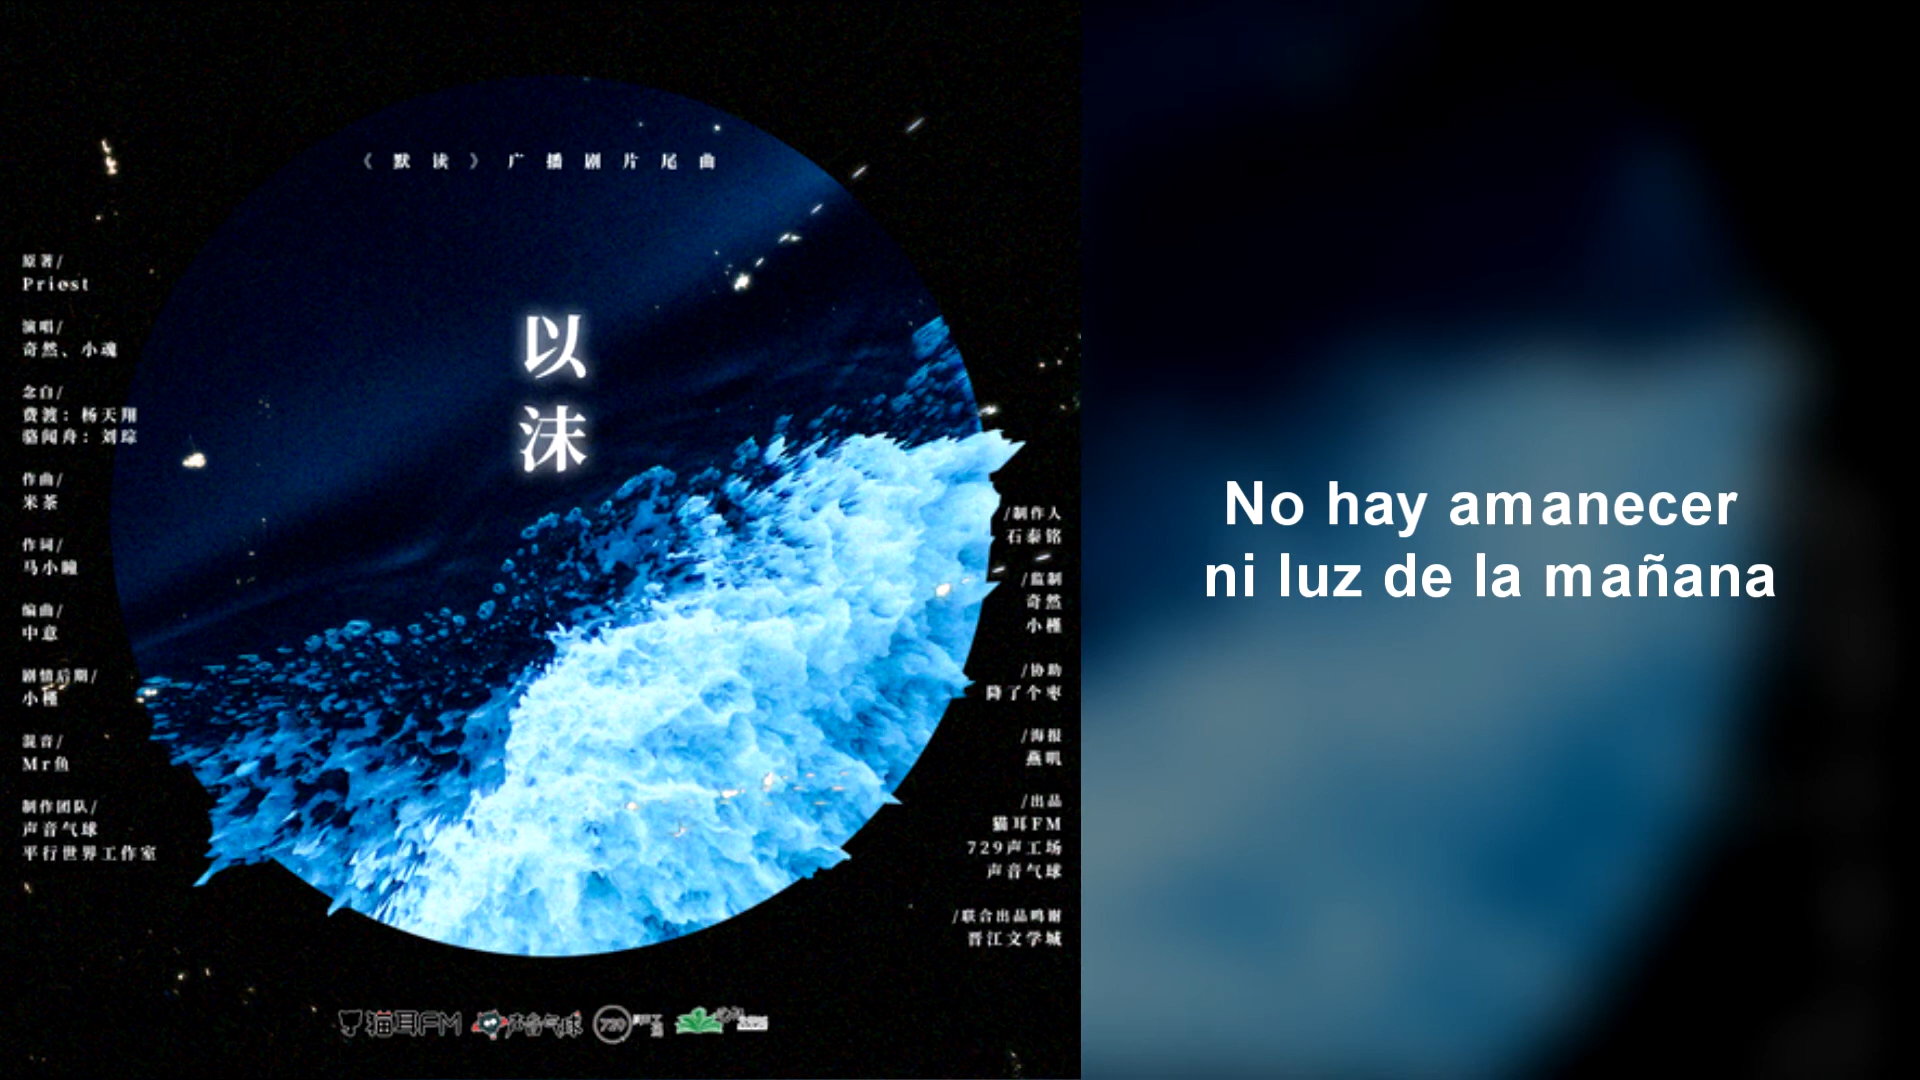 《默读》广播剧片尾曲
以
沫
原著/
Priest
演唱/
奇然、小魂
念白/
费渡：杨天翔
骆闻舟：刘琮
作曲/
米茶
作词/
马小瞳
编曲/
中意
剧情后期/
小槿
混音/
Mr鱼
制作团队/
声音气球
平行世界工作室
/制作人
石泰铭
/监制
奇然
小槿
/协助
降了个枣
/海报
燕叽
/出品
猫耳FM
729声工场
声音气球
/联合出品鸣谢
晋江文学城
猫耳FM
声音气球
729
No hay amanecer
ni luz de la mañana